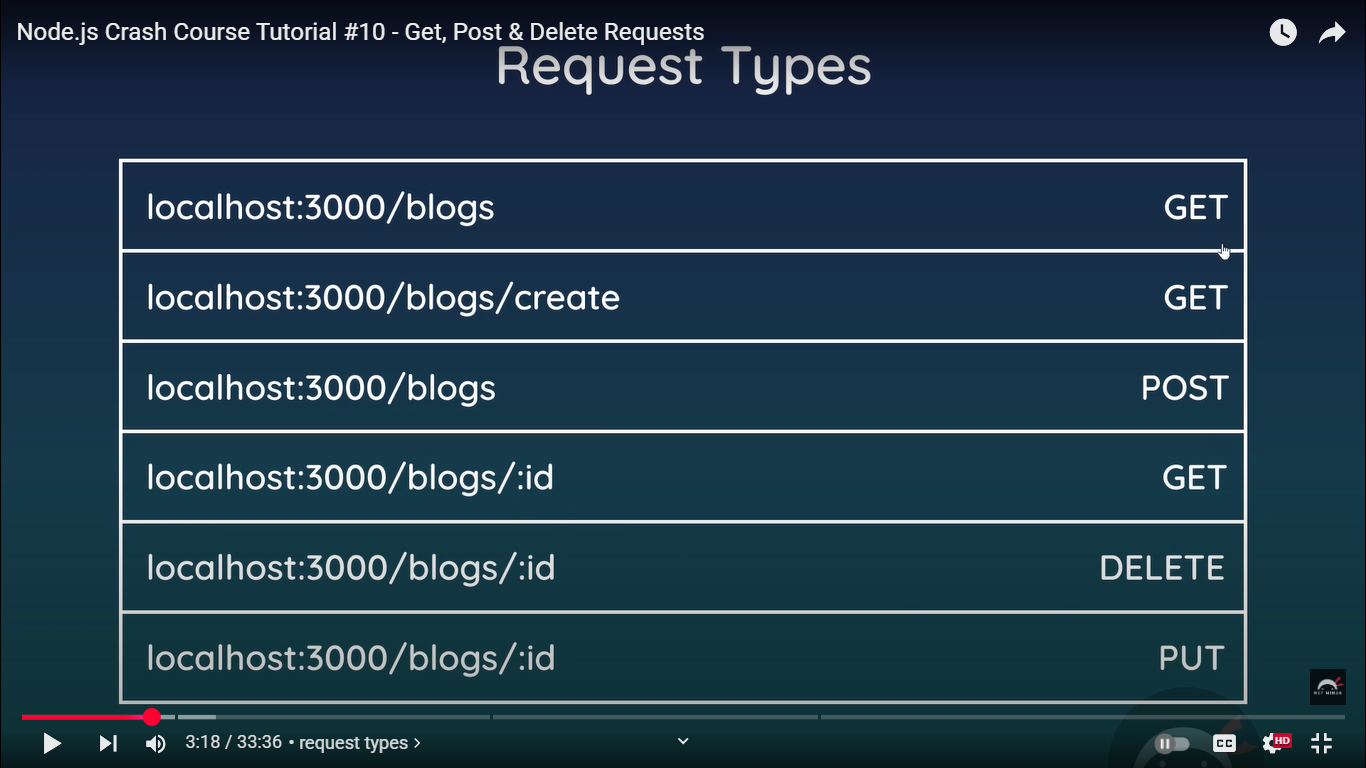 Node.js Crash Course Tutorial #10 - Get, Post & Delete Requests
Request Types
localhost:3000/blogs GET
localhost:3000/blogs/create GET
localhost:3000/blogs POST
localhost:3000/blogs/:id GET
localhost:3000/blogs/:id DELETE
localhost:3000/blogs/:id PUT
NET NINJA
3:18 / 33:36 • request types › CC HD